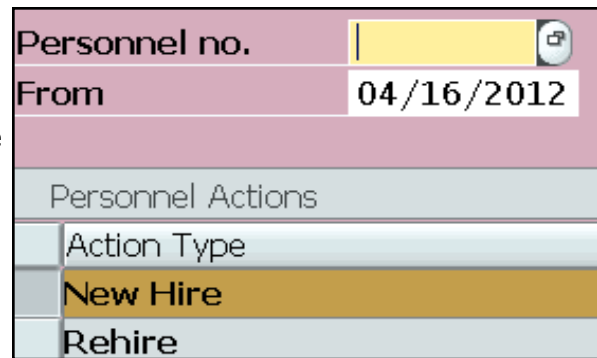 Personnel no.
From 04/16/2012
Personnel Actions
Action Type
New Hire
Rehire